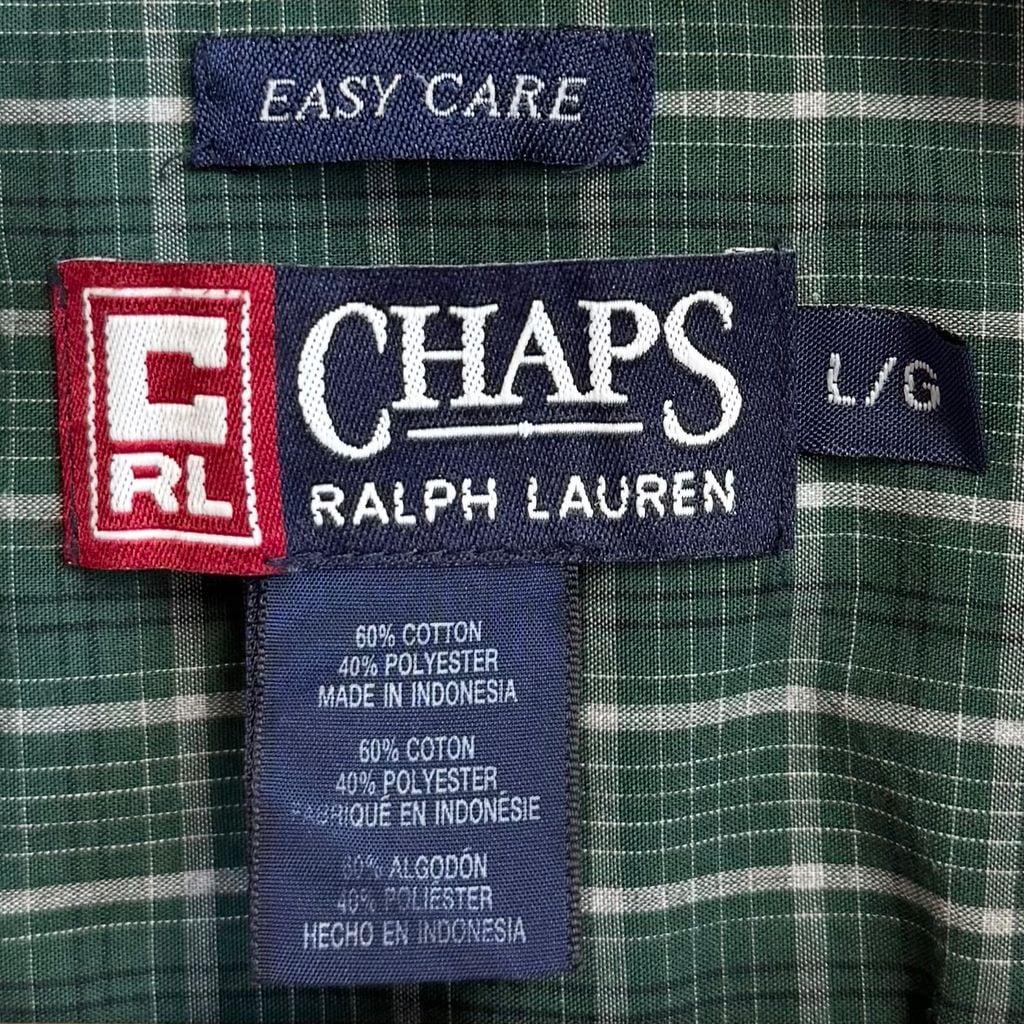 EASY CARE
C
RL
CHAPS
RALPH LAUREN
L/G
60% COTTON
40% POLYESTER
MADE IN INDONESIA
60% COTON
40% POLYESTER
FABRIQUÉ EN INDONÉSIE
60% ALGODÓN
40% POLIÉSTER
HECHO EN INDONESIA